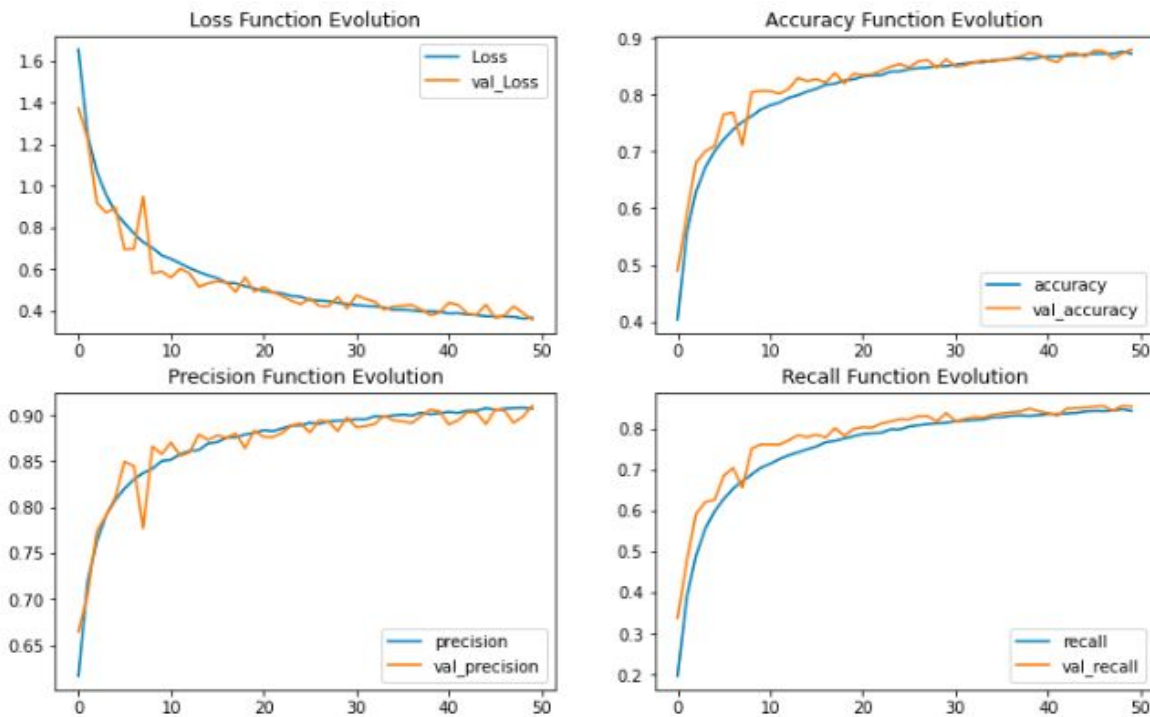 Loss Function Evolution
1.6
1.4
1.2
1.0
0.8
0.6
0.4
0 10 20 30 40 50
Loss
val_Loss
Accuracy Function Evolution
0.9
0.8
0.7
0.6
0.5
0.4
0 10 20 30 40 50
accuracy
val_accuracy
Precision Function Evolution
0.90
0.85
0.80
0.75
0.70
0.65
0 10 20 30 40 50
precision
val_precision
Recall Function Evolution
0.8
0.7
0.6
0.5
0.4
0.3
0.2
0 10 20 30 40 50
recall
val_recall